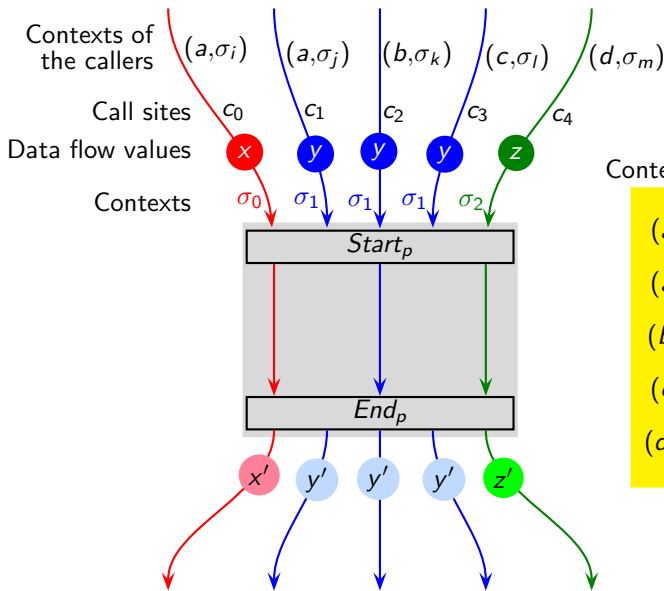 Contexts of
the callers
(a,σᵢ) (a,σⱼ) (b,σₖ) (c,σₗ) (d,σₘ)
Call sites c₀ c₁ c₂ c₃ c₄
Data flow values x y y y z
Contexts σ₀ σ₁ σ₁ σ₁ σ₂
Startₚ
Endₚ
x′ y′ y′ y′ z′